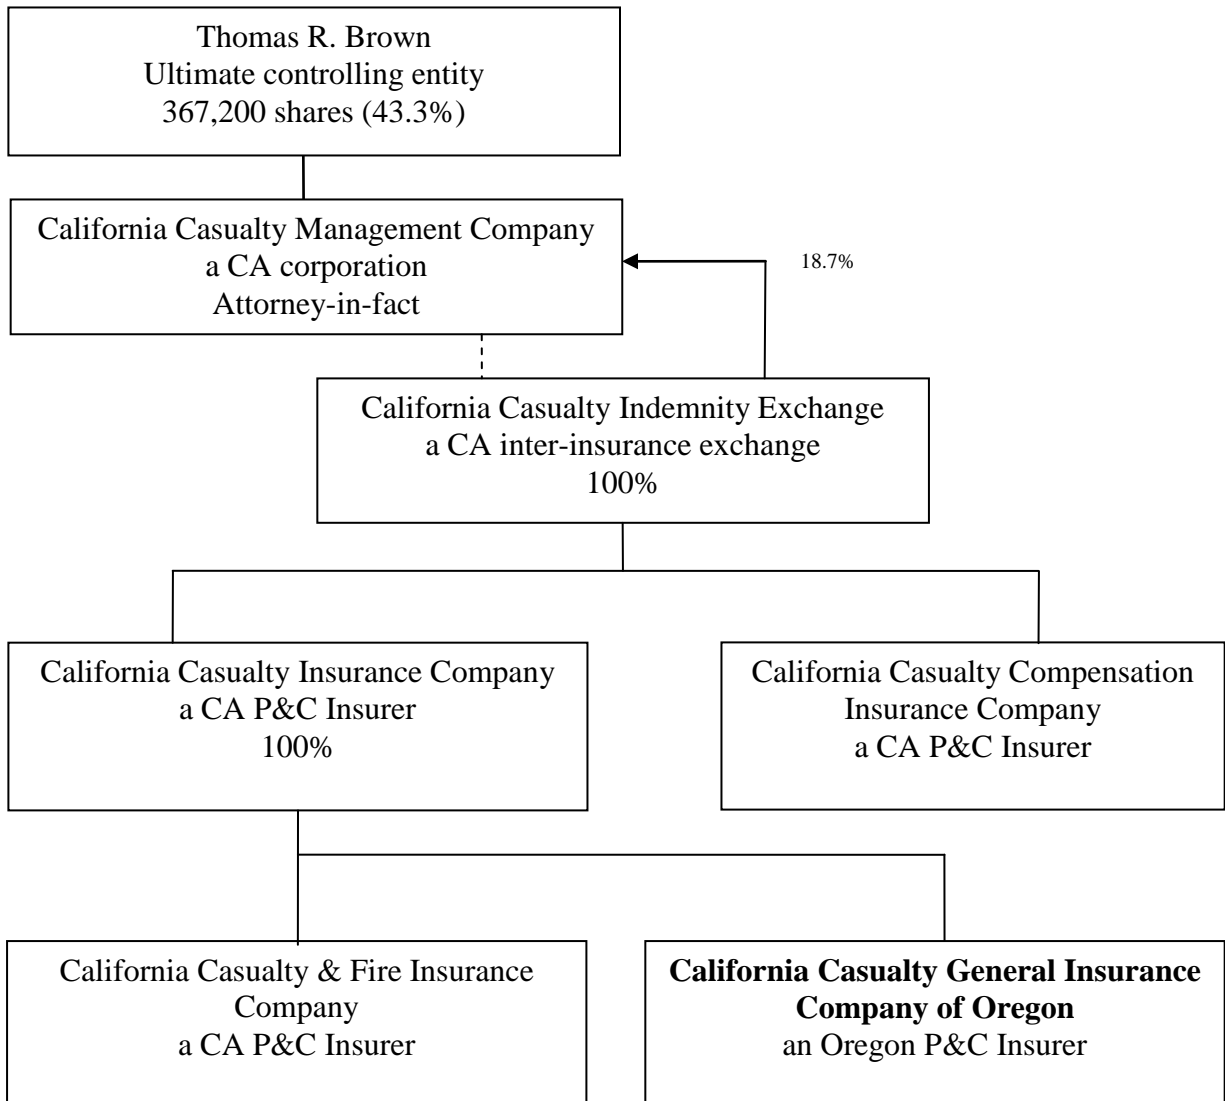 Thomas R. Brown
Ultimate controlling entity
367,200 shares (43.3%)
California Casualty Management Company
a CA corporation
Attorney-in-fact
18.7%
California Casualty Indemnity Exchange
a CA inter-insurance exchange
100%
California Casualty Insurance Company
a CA P&C Insurer
100%
California Casualty Compensation
Insurance Company
a CA P&C Insurer
California Casualty & Fire Insurance
Company
a CA P&C Insurer
California Casualty General Insurance
Company of Oregon
an Oregon P&C Insurer